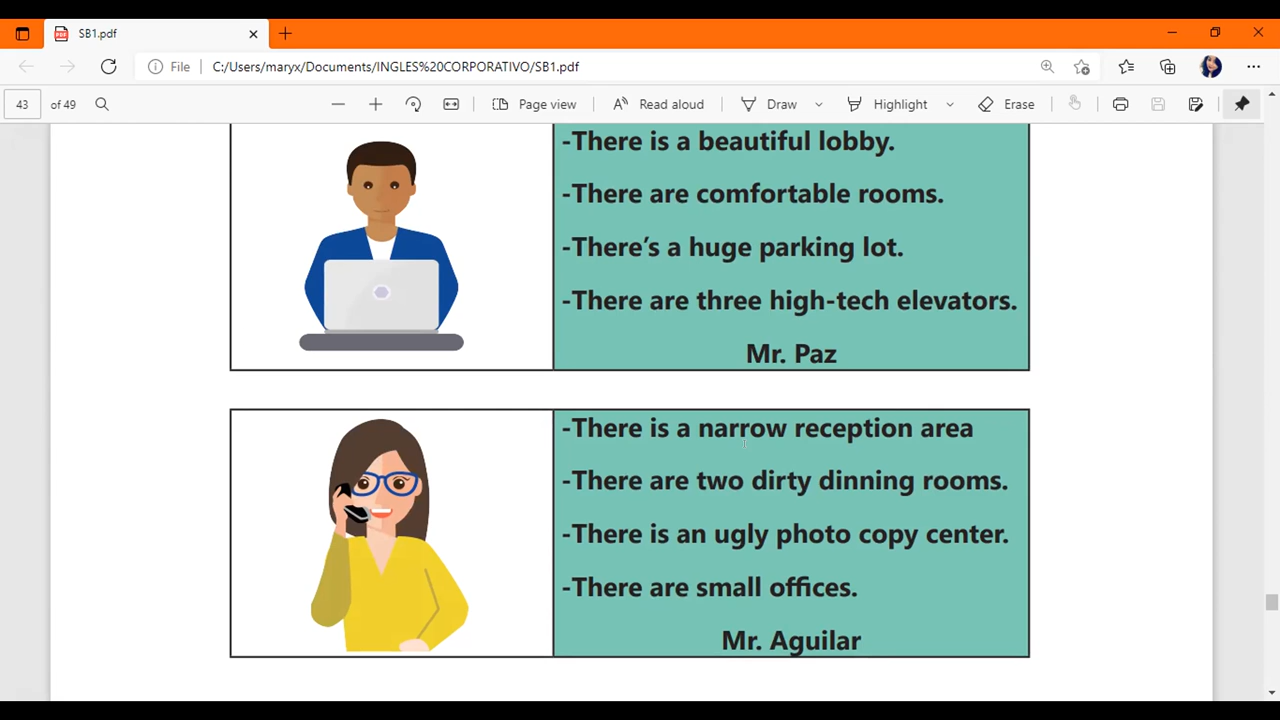 SB1.pdf
File
C:/Users/maryx/Documents/INGLES%20CORPORATIVO/SB1.pdf
43 of 49
Page view
Read aloud
Draw
Highlight
Erase
-There is a beautiful lobby.
-There are comfortable rooms.
-There’s a huge parking lot.
-There are three high-tech elevators.
Mr. Paz
-There is a narrow reception area
-There are two dirty dinning rooms.
-There is an ugly photo copy center.
-There are small offices.
Mr. Aguilar